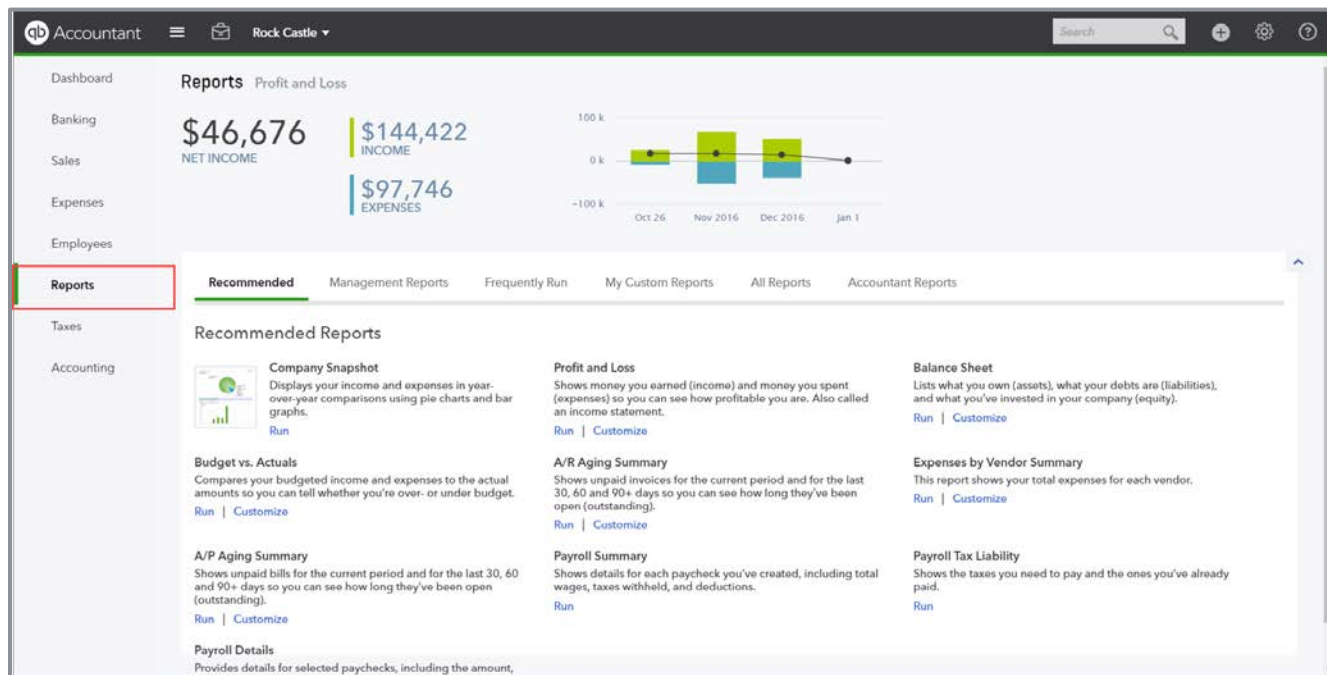 qb Accountant
Rock Castle
Search
Dashboard
Banking
Sales
Expenses
Employees
Reports
Taxes
Accounting
Reports Profit and Loss
$46,676
NET INCOME
$144,422
INCOME
$97,746
EXPENSES
100 k
0 k
-100 k
Oct 26 Nov 2016 Dec 2016 Jan 1
Recommended Management Reports Frequently Run My Custom Reports All Reports Accountant Reports
Recommended Reports
Company Snapshot
Displays your income and expenses in year-
over-year comparisons using pie charts and bar
graphs.
Run
Profit and Loss
Shows money you earned (income) and money you spent
(expenses) so you can see how profitable you are. Also called
an income statement.
Run | Customize
Balance Sheet
Lists what you own (assets), what your debts are (liabilities),
and what you've invested in your company (equity).
Run | Customize
Budget vs. Actuals
Compares your budgeted income and expenses to the actual
amounts so you can tell whether you're over- or under budget.
Run | Customize
A/R Aging Summary
Shows unpaid invoices for the current period and for the last
30, 60 and 90+ days so you can see how long they've been
open (outstanding).
Run | Customize
Expenses by Vendor Summary
This report shows your total expenses for each vendor.
Run | Customize
A/P Aging Summary
Shows unpaid bills for the current period and for the last 30, 60
and 90+ days so you can see how long they've been open
(outstanding).
Run | Customize
Payroll Summary
Shows details for each paycheck you've created, including total
wages, taxes withheld, and deductions.
Run
Payroll Tax Liability
Shows the taxes you need to pay and the ones you've already
paid.
Run
Payroll Details
Provides details for selected paychecks, including the amount,